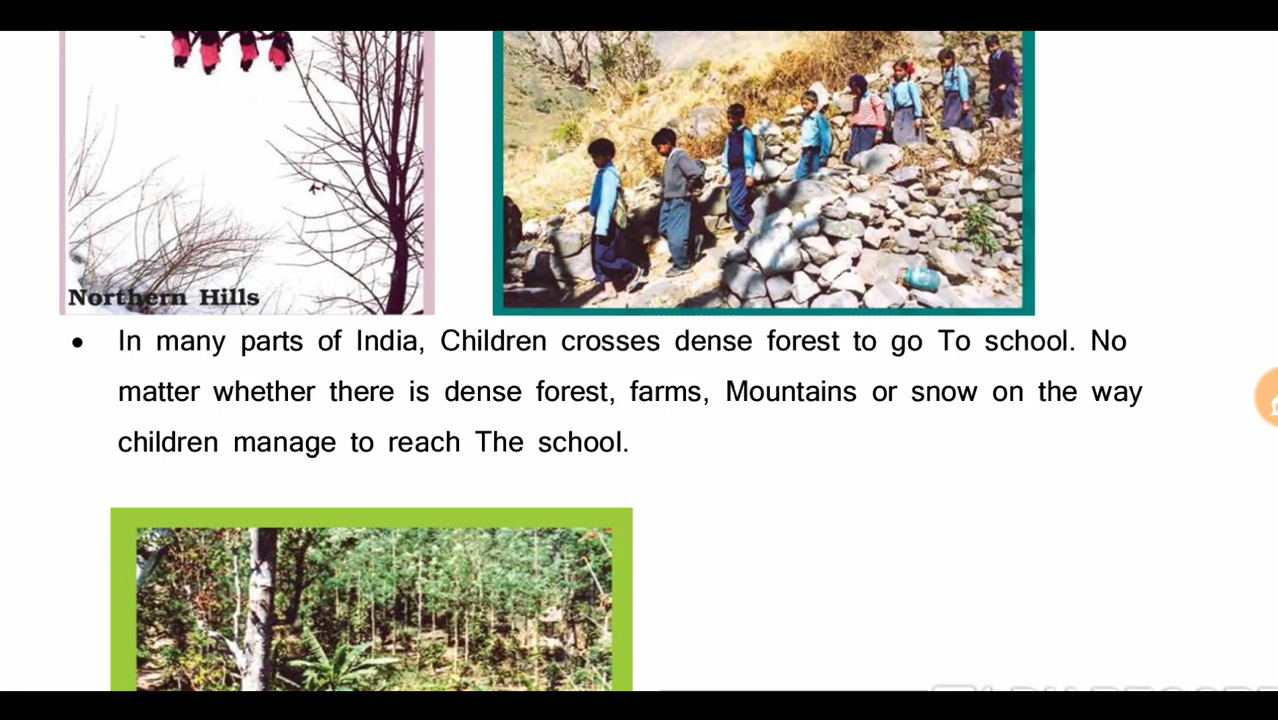 Northern Hills
In many parts of India, Children crosses dense forest to go To school. No
matter whether there is dense forest, farms, Mountains or snow on the way
children manage to reach The school.